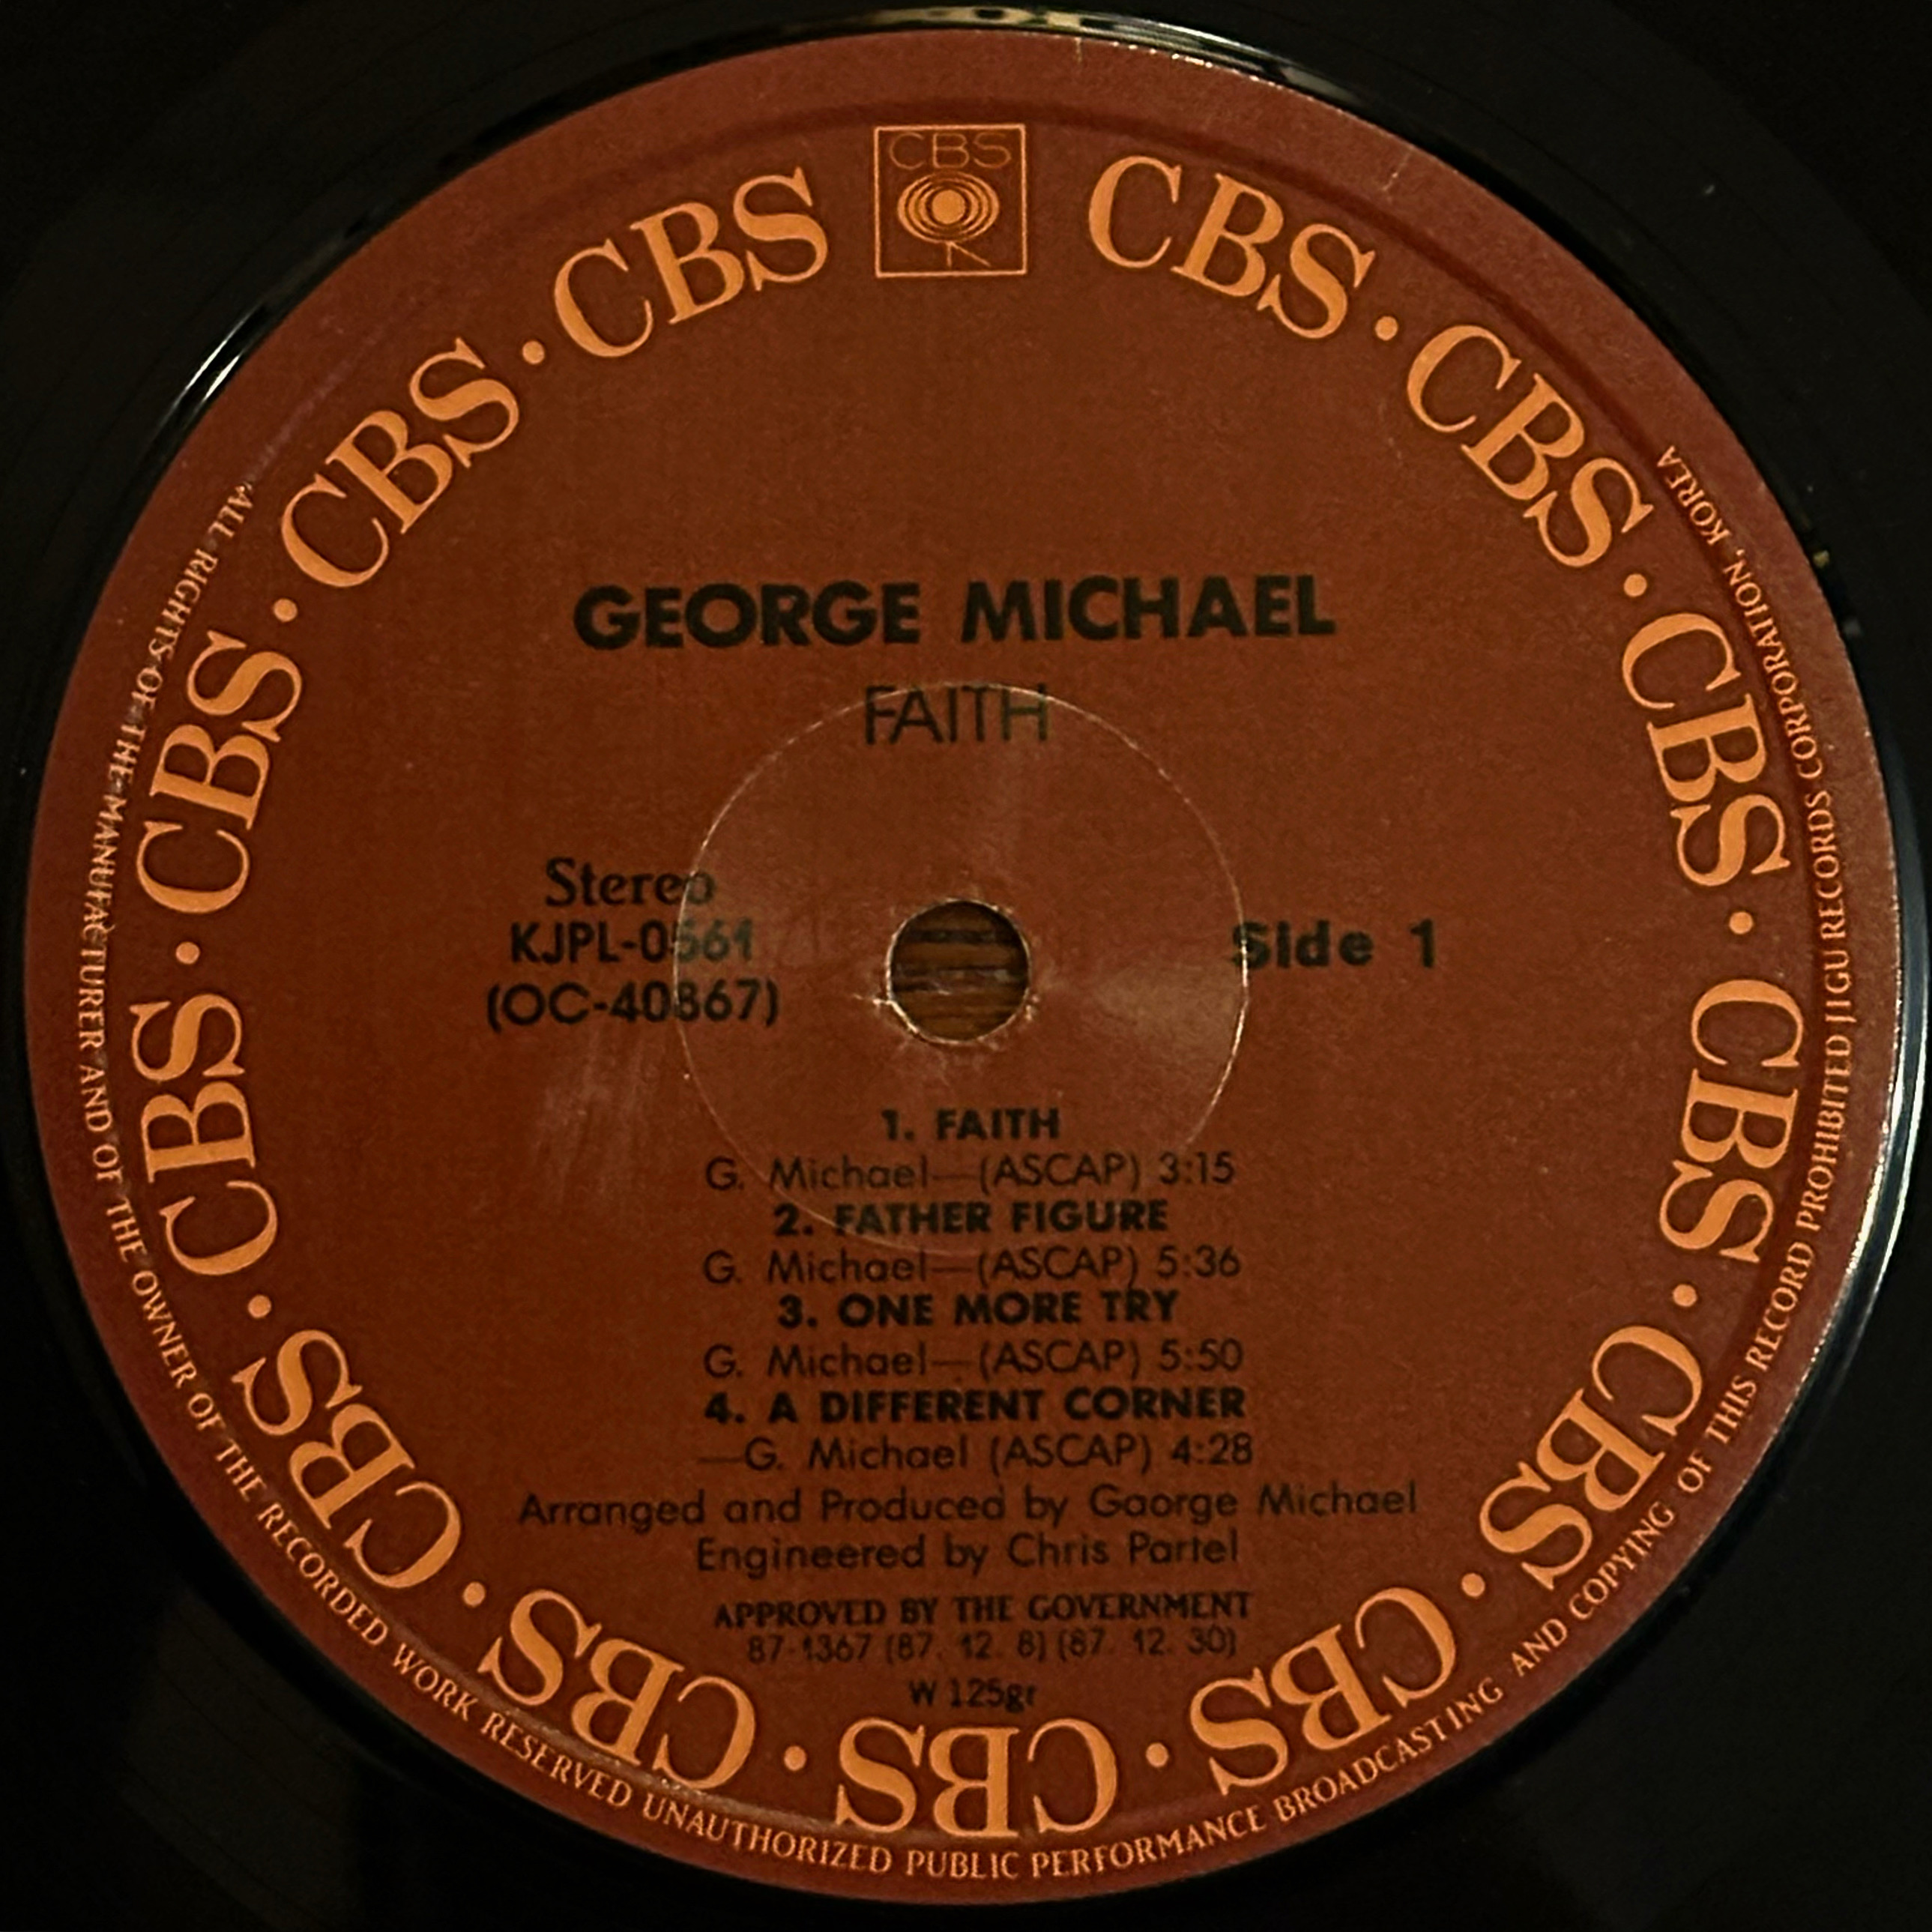 CBS
CBS · CBS · CBS · CBS · CBS · CBS · CBS · CBS · CBS · CBS · CBS · CBS · CBS · CBS
GEORGE MICHAEL
FAITH
Stereo
KJPL-0561
(OC-40867)
Side 1
1. FAITH
G. Michael—(ASCAP) 3:15
2. FATHER FIGURE
G. Michael—(ASCAP) 5:36
3. ONE MORE TRY
G. Michael—(ASCAP) 5:50
4. A DIFFERENT CORNER
—G. Michael (ASCAP) 4:28
Arranged and Produced by Gaorge Michael
Engineered by Chris Partel
APPROVED BY THE GOVERNMENT
87-1367 (87. 12. 8) (87. 12. 30)
W 125gr
ALL RIGHTS OF THE MANUFACTURER AND OF THE OWNER OF THE RECORDED WORK RESERVED UNAUTHORIZED PUBLIC PERFORMANCE BROADCASTING AND COPYING OF THIS RECORD PROHIBITED JIGU RECORDS CORPORATION, KOREA